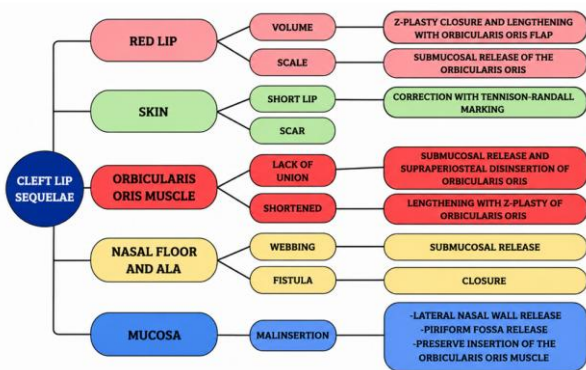 CLEFT LIP
SEQUELAE
RED LIP
VOLUME
Z-PLASTY CLOSURE AND LENGTHENING
WITH ORBICULARIS ORIS FLAP
SCALE
SUBMUCOSAL RELEASE OF THE
ORBICULARIS ORIS
SKIN
SHORT LIP
CORRECTION WITH TENNISON-RANDALL
MARKING
SCAR
ORBICULARIS
ORIS MUSCLE
LACK OF
UNION
SUBMUCOSAL RELEASE AND
SUPRAPERIOSTEAL DISINSERTION OF
ORBICULARIS ORIS
SHORTENED
LENGTHENING WITH Z-PLASTY OF
ORBICULARIS ORIS
NASAL FLOOR
AND ALA
WEBBING
SUBMUCOSAL RELEASE
FISTULA
CLOSURE
MUCOSA
MALINSERTION
-LATERAL NASAL WALL RELEASE
-PIRIFORM FOSSA RELEASE
-PRESERVE INSERTION OF THE
ORBICULARIS ORIS MUSCLE